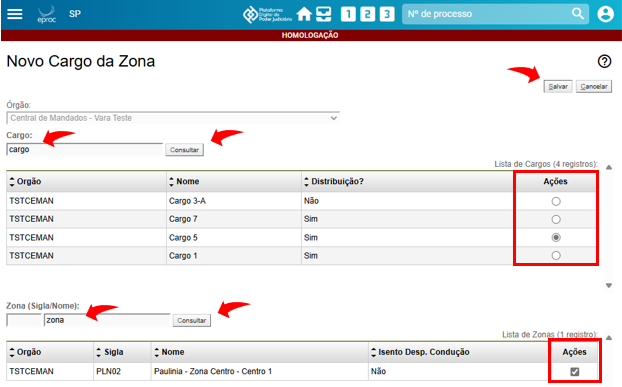 eproc SP Plataforma Digital do Poder Judiciário 1 2 3 Nº de processo
HOMOLOGAÇÃO
Novo Cargo da Zona
Salvar Cancelar
Órgão:
Central de Mandados - Vara Teste
Cargo:
cargo Consultar
Lista de Cargos (4 registros):
Orgão Nome Distribuição? Ações
TSTCEMAN Cargo 3-A Não
TSTCEMAN Cargo 7 Sim
TSTCEMAN Cargo 5 Sim
TSTCEMAN Cargo 1 Sim
Zona (Sigla/Nome):
zona Consultar
Lista de Zonas (1 registro):
Orgão Sigla Nome Isento Desp. Condução Ações
TSTCEMAN PLN02 Paulinia - Zona Centro - Centro 1 Não